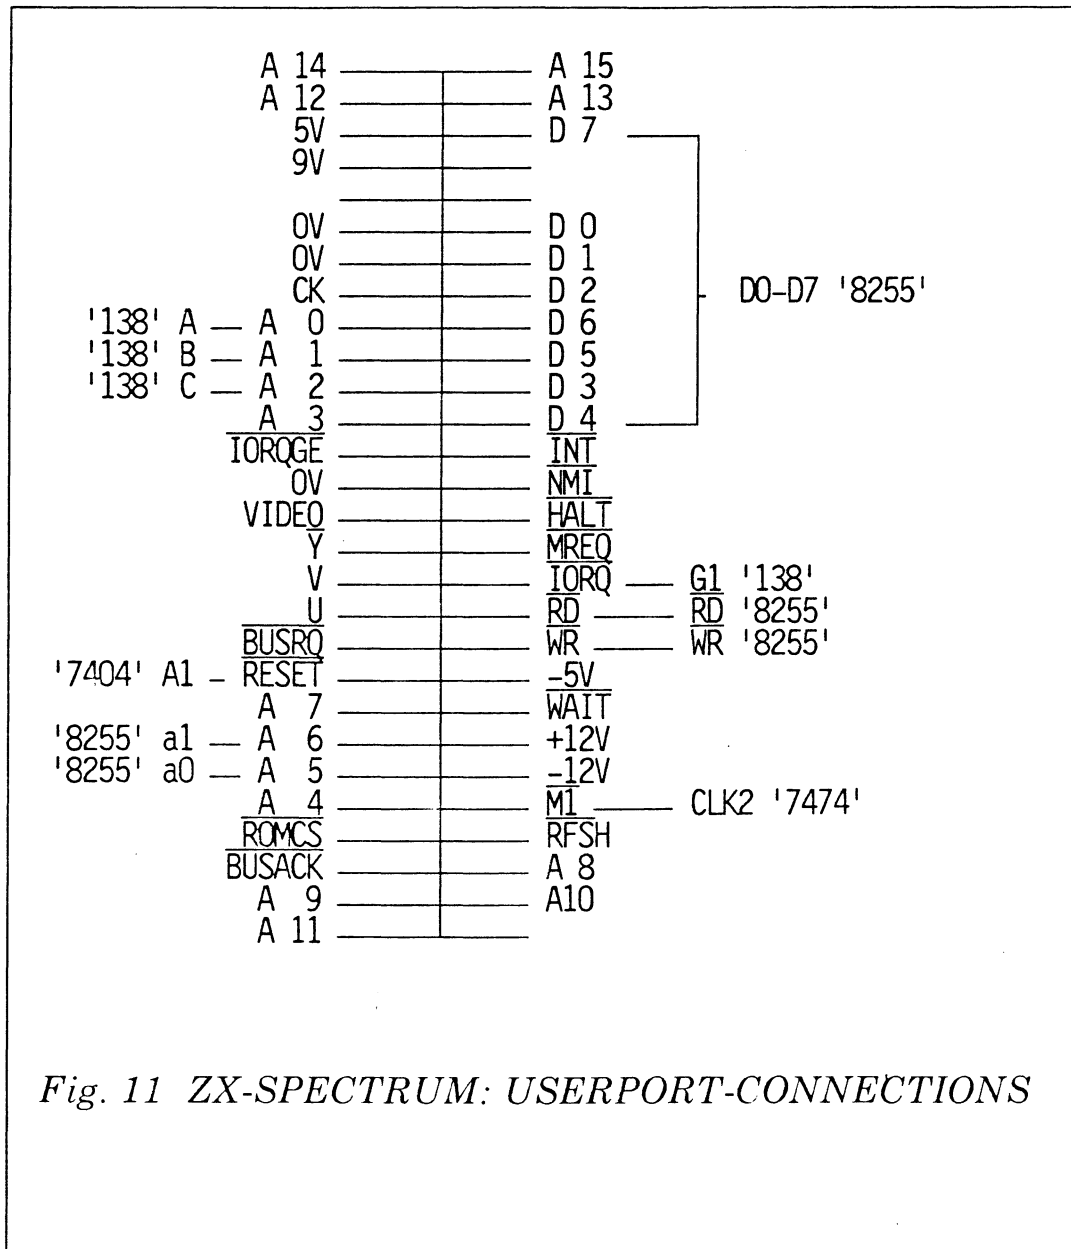 A 14 A 15
A 12 A 13
5V D 7
9V
0V D 0
0V D 1
CK D 2 D0-D7 '8255'
'138' A — A 0 D 6
'138' B — A 1 D 5
'138' C — A 2 D 3
A 3 D 4
IORQGE INT
0V NMI
VIDEO HALT
Y MREQ
V IORQ — G1 '138'
U RD — RD '8255'
BUSRQ WR — WR '8255'
'7404' A1 – RESET -5V
A 7 WAIT
'8255' a1 — A 6 +12V
'8255' a0 — A 5 -12V
A 4 M1 — CLK2 '7474'
ROMCS RFSH
BUSACK A 8
A 9 A10
A 11
Fig. 11 ZX-SPECTRUM: USERPORT-CONNECTIONS